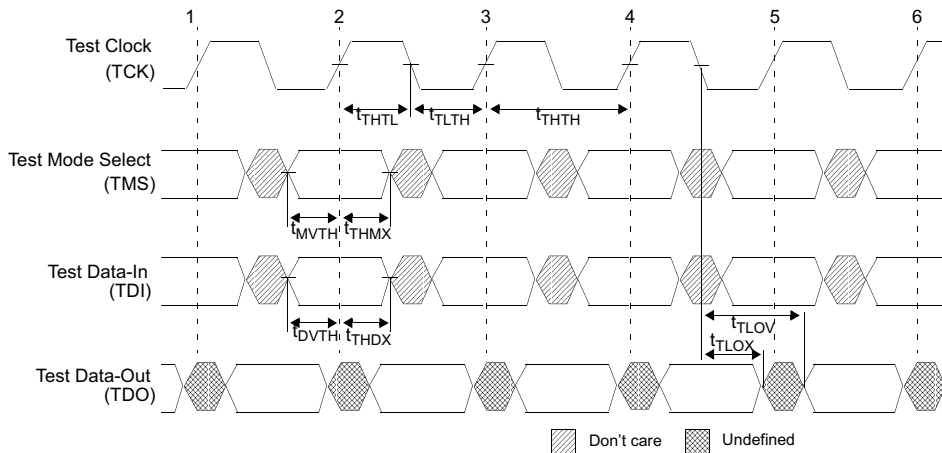 1 2 3 4 5 6
Test Clock
(TCK)
tTHTL tTLTH tTHTH
Test Mode Select
(TMS)
tMVTH tTHMX
Test Data-In
(TDI)
tDVTH tTHDX tTLOV
tTLOX
Test Data-Out
(TDO)
Don't care Undefined